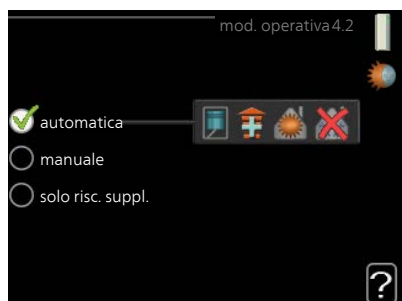 mod. operativa 4.2
automatica
manuale
solo risc. suppl.
?